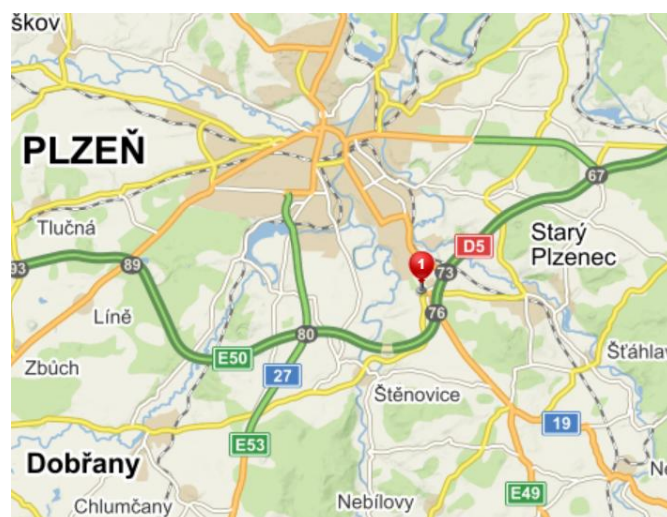 škov
PLZEŇ
67
Tlučná
D5
Starý
Plzenec
93
89
1
73
Líně
76
80
Zbůch
E50
27
Šťáhlav
Štěnovice
19
E53
Dobřany
E49
Chlumčany
Nebílovy
Ne